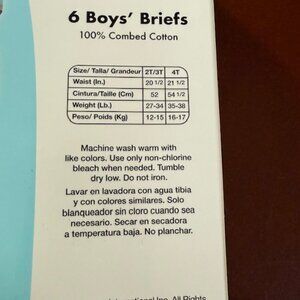 6 Boys' Briefs
100% Combed Cotton
Size/ Talla/ Grandeur 2T/3T 4T
Waist (In.) 20 1/2 21 1/2
Cintura/Taille (Cm) 52 54 1/2
Weight (Lb.) 27-34 35-38
Peso/ Poids (Kg) 12-15 16-17
Machine wash warm with
like colors. Use only non-chlorine
bleach when needed. Tumble
dry low. Do not iron.
Lavar en lavadora con agua tibia
y con colores similares. Solo
blanqueador sin cloro cuando sea
necesario. Secar en secadora
a temperatura baja. No planchar.
International Inc. All Rights